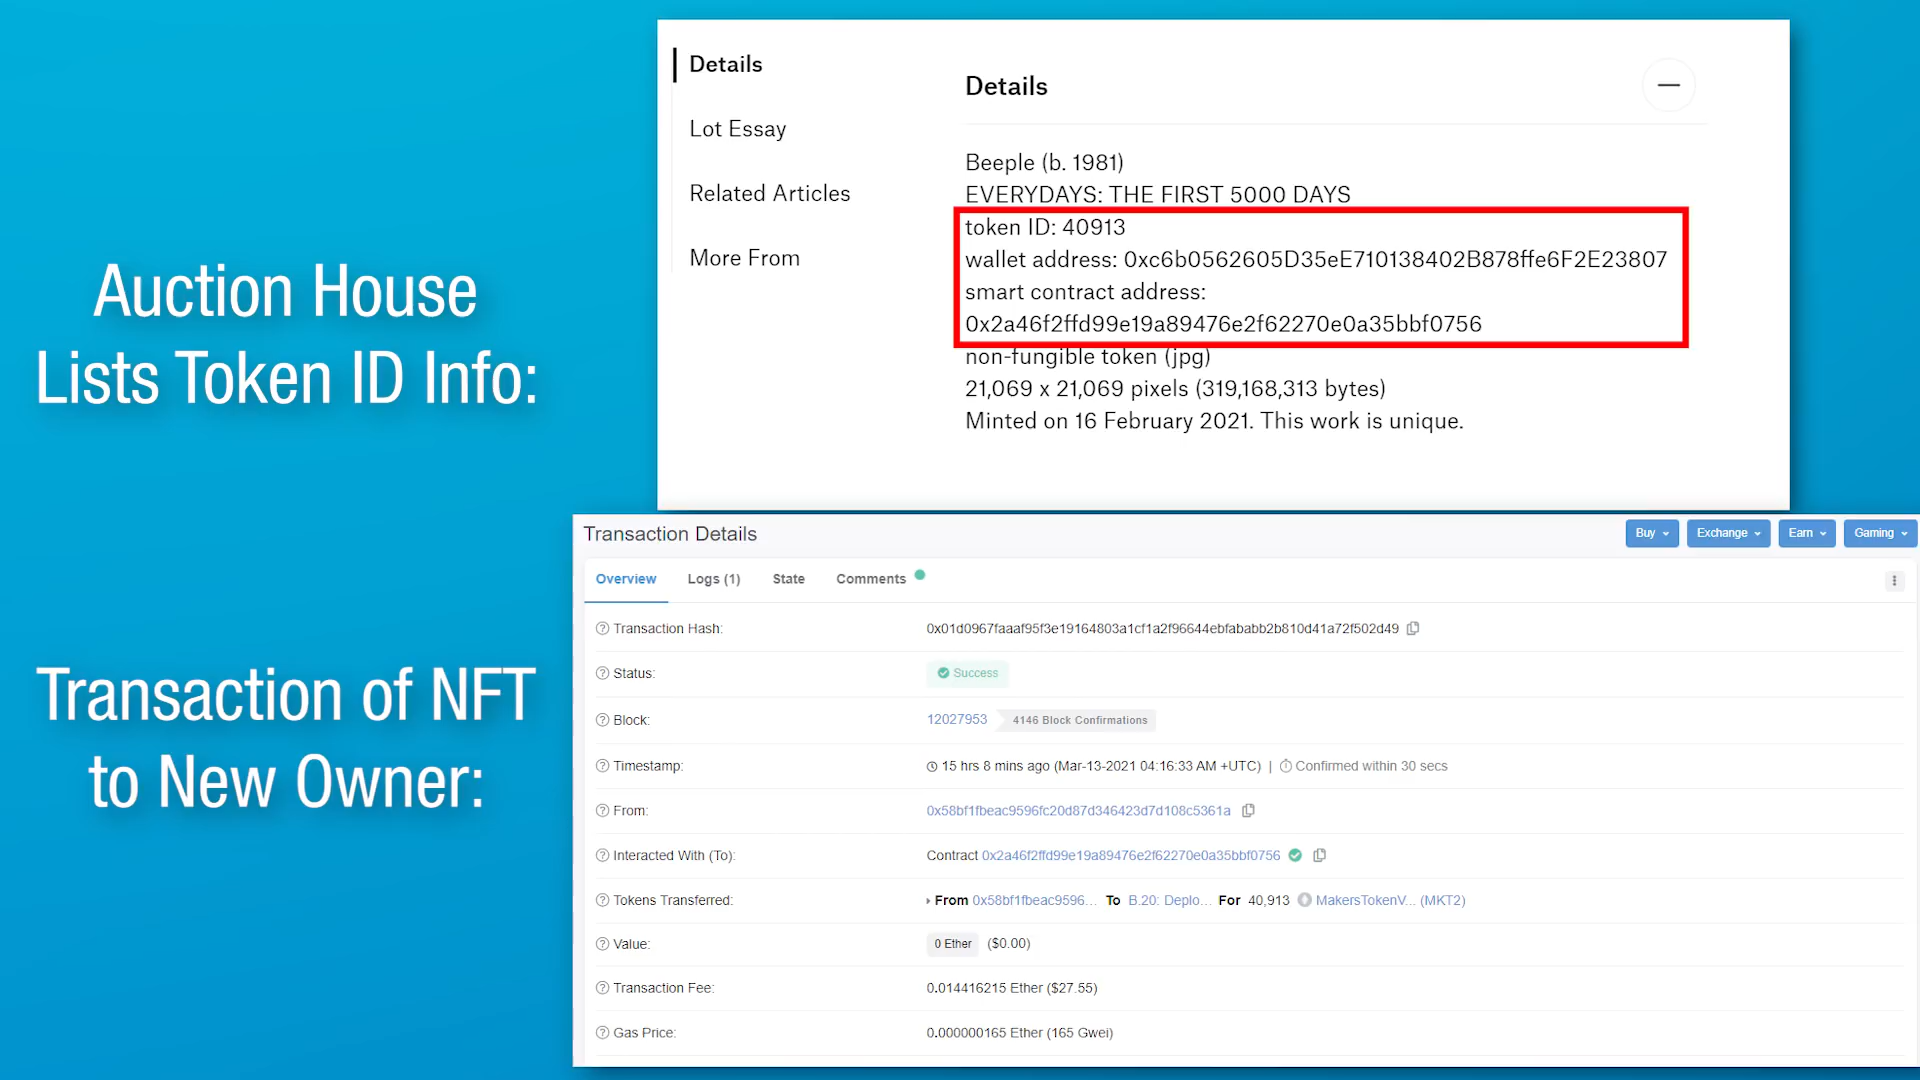 Auction House
Lists Token ID Info:
Details
Lot Essay
Related Articles
More From
Details
Beeple (b. 1981)
EVERYDAYS: THE FIRST 5000 DAYS
token ID: 40913
wallet address: 0xc6b0562605D35eE710138402B878ffe6F2E23807
smart contract address:
0x2a46f2ffd99e19a89476e2f62270e0a35bbf0756
non-fungible token (jpg)
21,069 x 21,069 pixels (319,168,313 bytes)
Minted on 16 February 2021. This work is unique.
Transaction of NFT
to New Owner:
Transaction Details
Buy Exchange Earn Gaming
Overview Logs (1) State Comments
Transaction Hash: 0x01d0967faaaf95f3e19164803a1cf1a2f96644ebfababb2b810d41a72f502d49
Status: Success
Block: 12027953 4146 Block Confirmations
Timestamp: 15 hrs 8 mins ago (Mar-13-2021 04:16:33 AM +UTC) | Confirmed within 30 secs
From: 0x58bf1fbeac9596fc20d87d346423d7d108c5361a
Interacted With (To): Contract 0x2a46f2ffd99e19a89476e2f62270e0a35bbf0756
Tokens Transferred: From 0x58bf1fbeac9596... To B.20: Deplo... For 40,913 MakersTokenV... (MKT2)
Value: 0 Ether ($0.00)
Transaction Fee: 0.014416215 Ether ($27.55)
Gas Price: 0.000000165 Ether (165 Gwei)